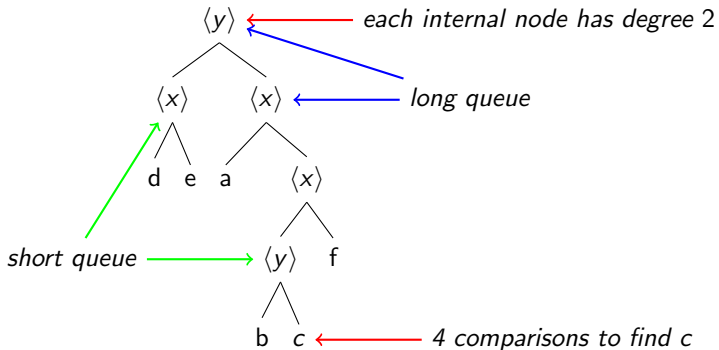 ⟨y⟩ each internal node has degree 2
⟨x⟩ ⟨x⟩ long queue
d e a ⟨x⟩
short queue ⟨y⟩ f
b c 4 comparisons to find c